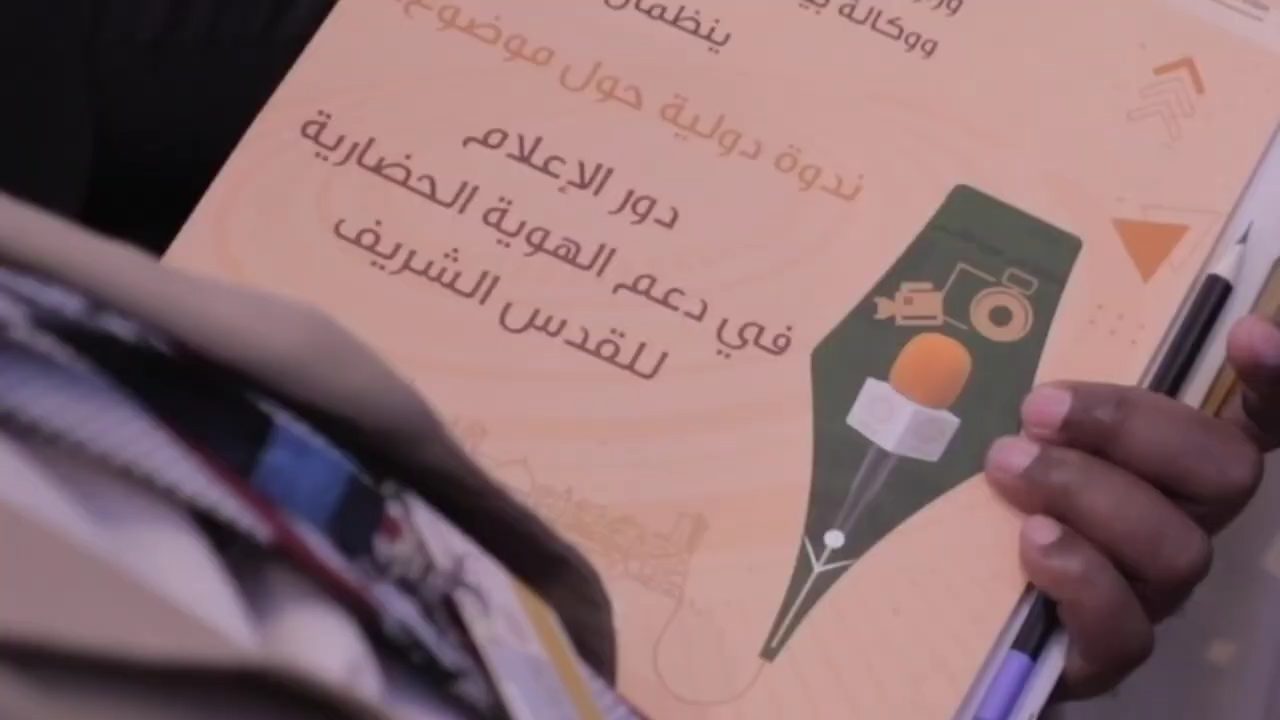 ووكالة
ينظمان
ندوة دولية حول موضوع
دور الإعلام
في دعم الهوية الحضارية
للقدس الشريف